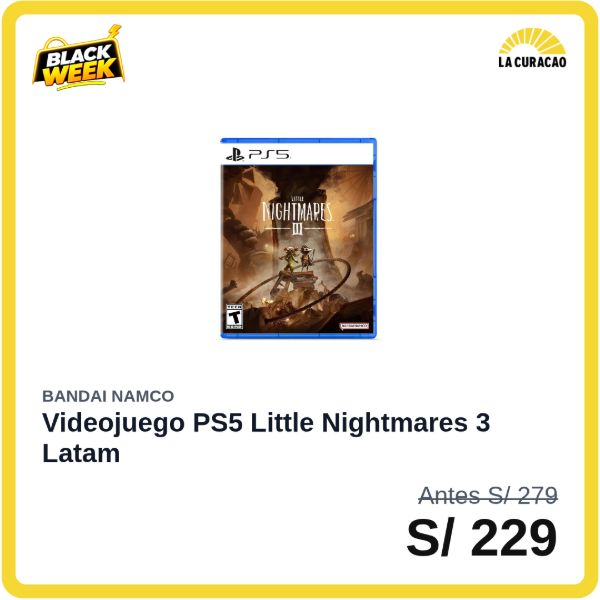 BLACK
WEEK
LA CURACAO
PS5
LITTLE
NIGHTMARES
III
TEEN
T
BANDAI NAMCO
Videojuego PS5 Little Nightmares 3
Latam
Antes S/ 279
S/ 229